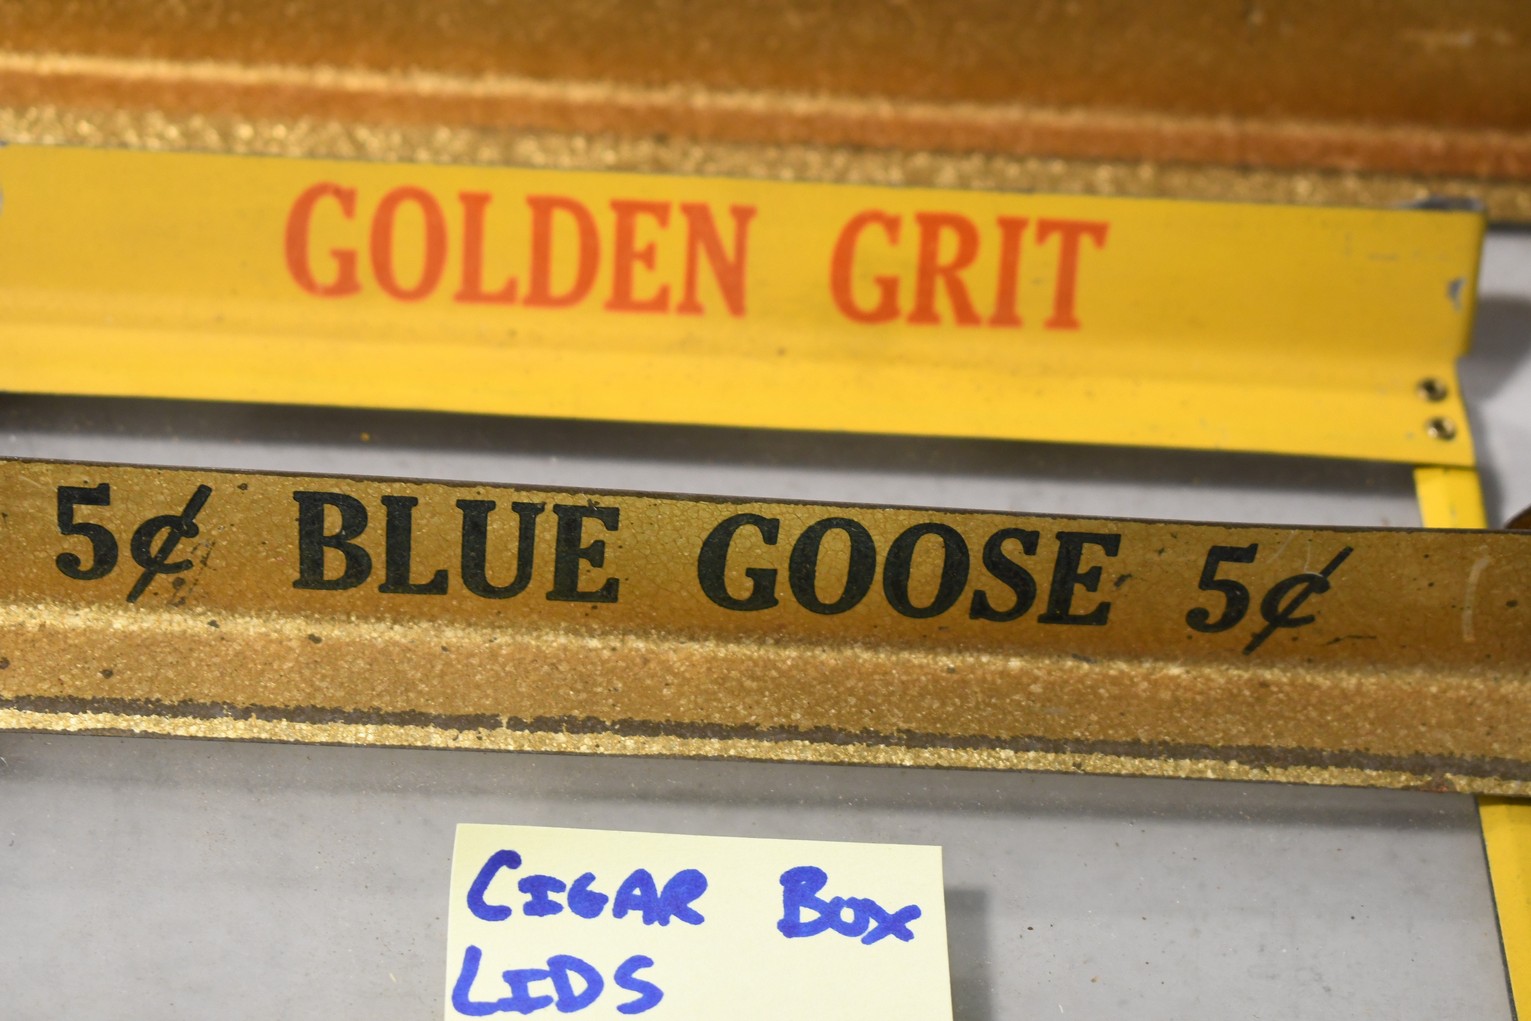 GOLDEN GRIT
5¢ BLUE GOOSE 5¢
CIGAR BOX
LIDS